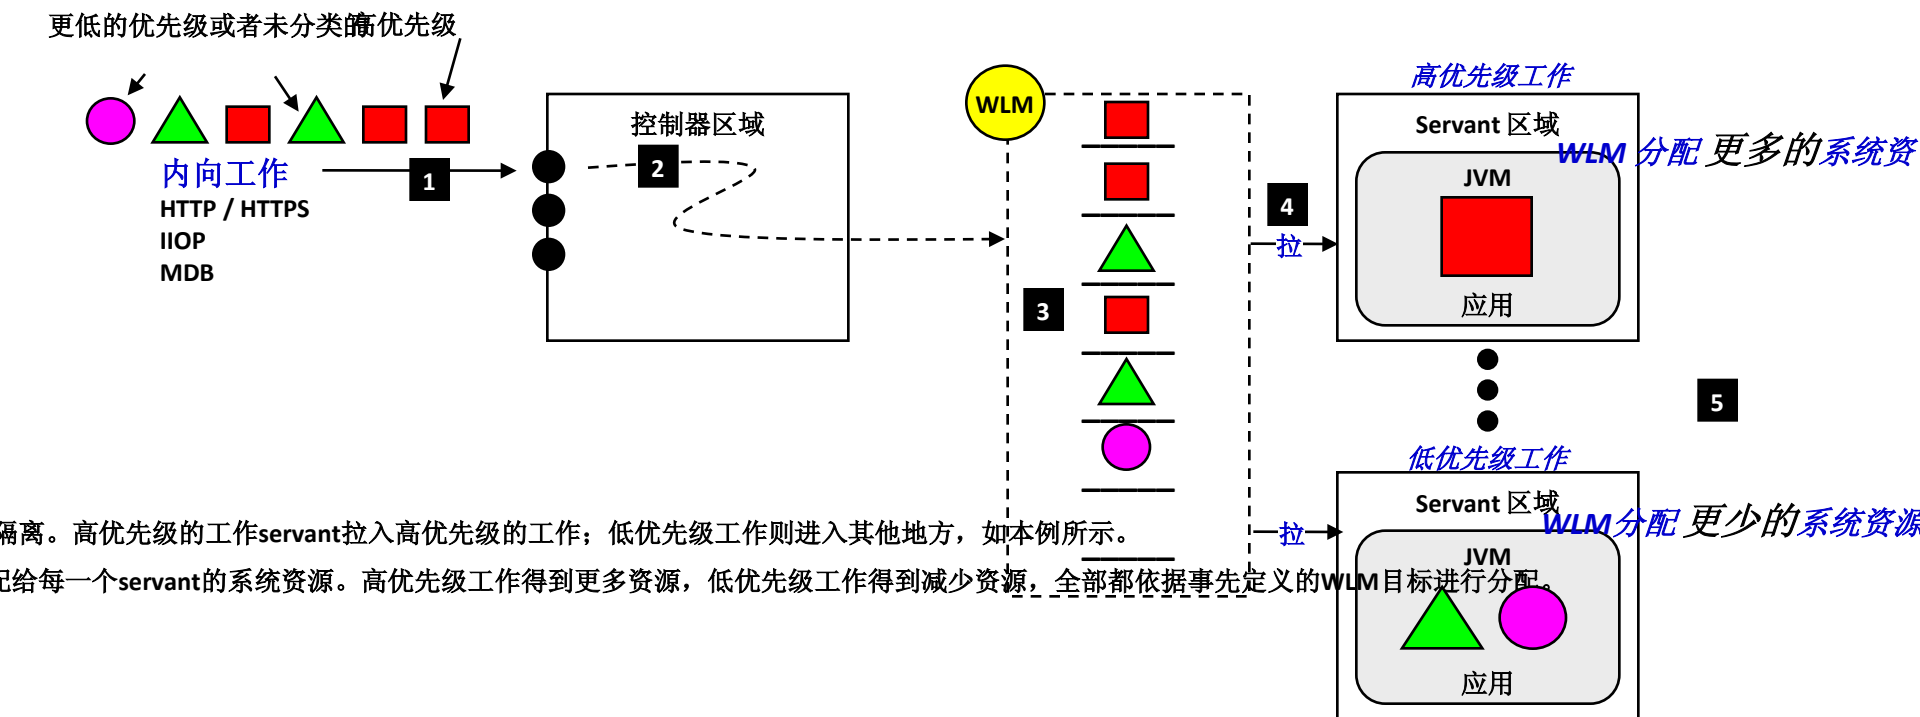 更低的优先级或者未分类的
高优先级
内向工作
HTTP / HTTPS
IIOP
MDB
1
控制器区域
2
WLM
3
4
拉
高优先级工作
Servant 区域
WLM 分配 更多的系统资
JVM
应用
5
低优先级工作
Servant 区域
WLM分配 更少的系统资源
拉
JVM
应用
隔离。高优先级的工作servant拉入高优先级的工作；低优先级工作则进入其他地方，如本例所示。
给每一个servant的系统资源。高优先级工作得到更多资源，低优先级工作得到减少资源，全部都依据事先定义的WLM目标进行分配。